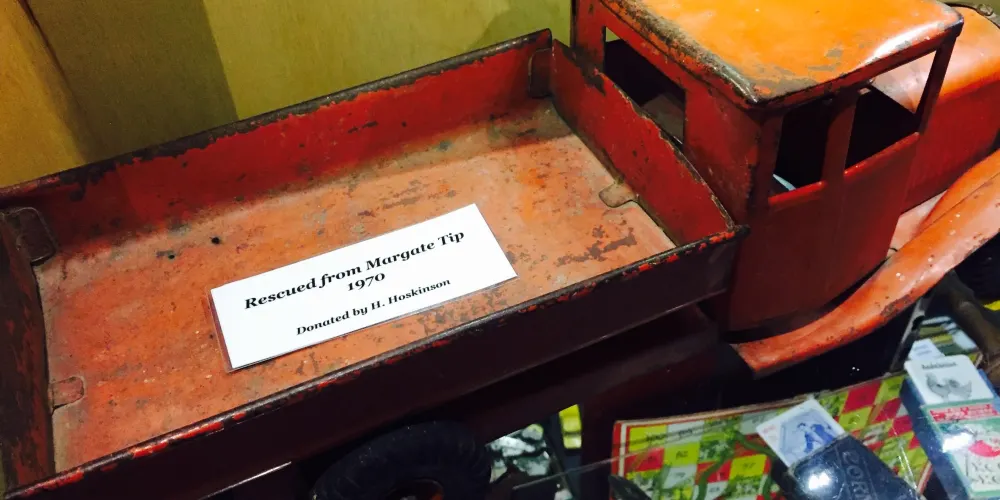 Rescued from Margate Tip
1970
Donated by H. Hoskinson